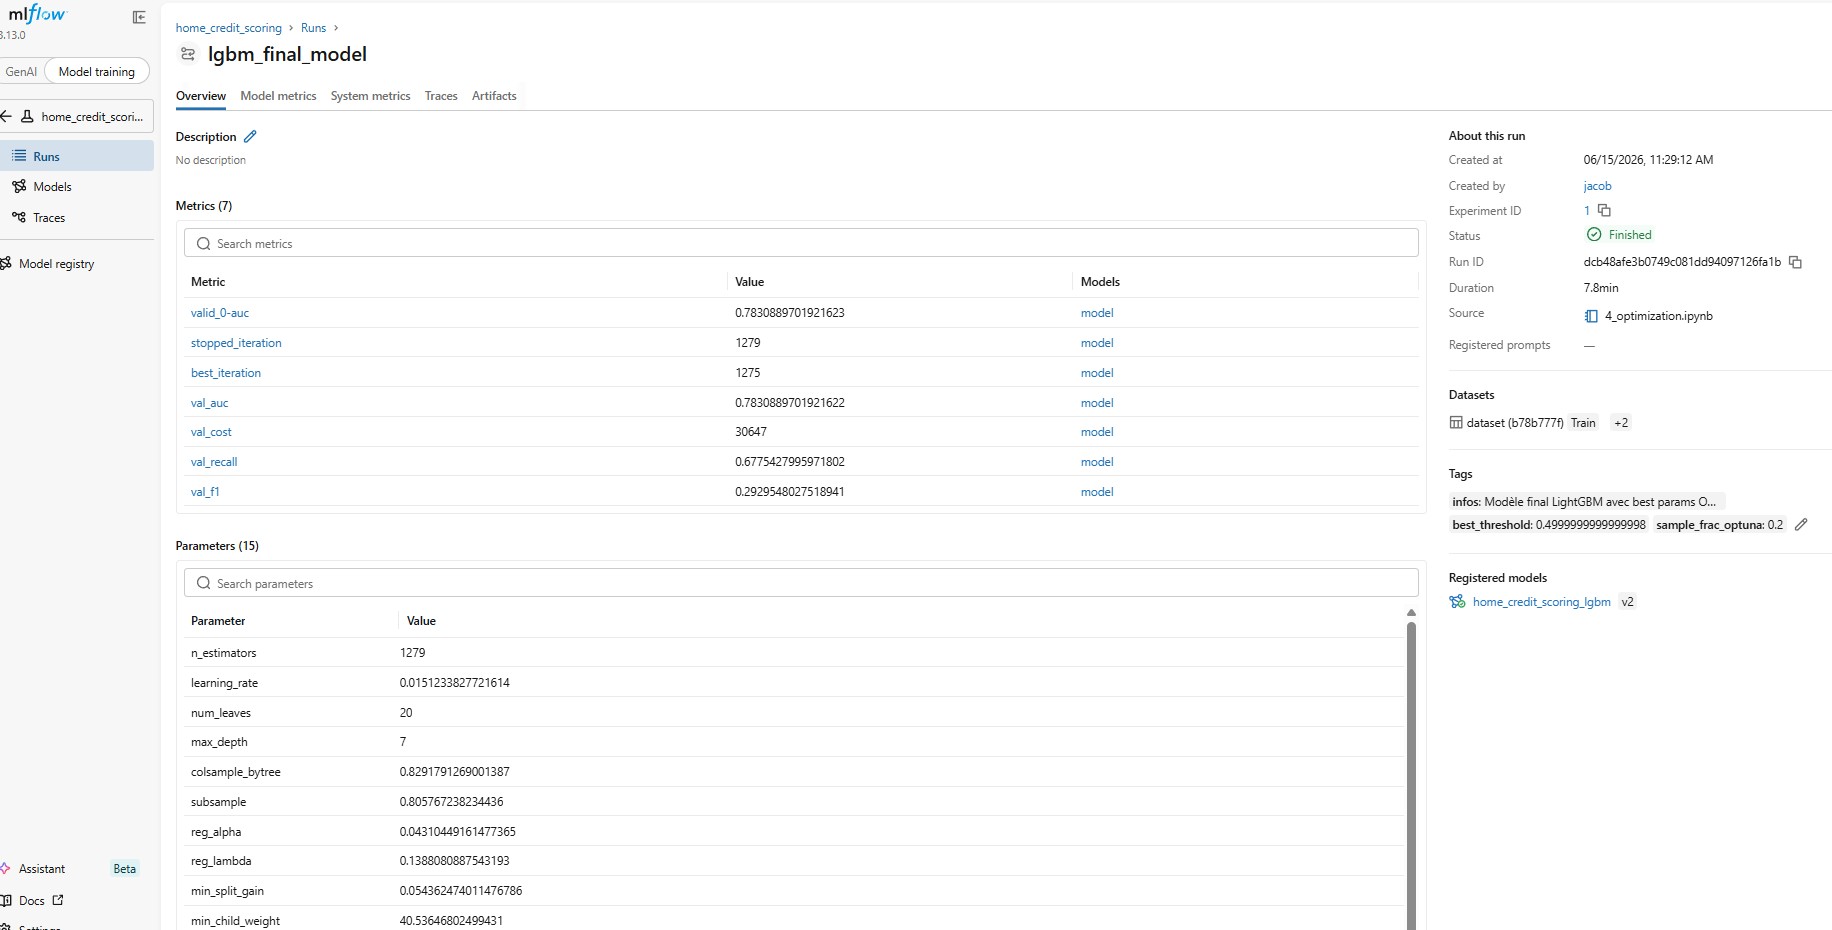 mlflow
3.13.0
GenAI Model training
home_credit_scori...
Runs
Models
Traces
Model registry
Assistant Beta
Docs
home_credit_scoring › Runs ›
lgbm_final_model
Overview Model metrics System metrics Traces Artifacts
Description
No description
Metrics (7)
Search metrics
Metric Value Models
valid_0-auc 0.7830889701921623 model
stopped_iteration 1279 model
best_iteration 1275 model
val_auc 0.7830889701921622 model
val_cost 30647 model
val_recall 0.6775427995971802 model
val_f1 0.2929548027518941 model
Parameters (15)
Search parameters
Parameter Value
n_estimators 1279
learning_rate 0.0151233827721614
num_leaves 20
max_depth 7
colsample_bytree 0.8291791269001387
subsample 0.805767238234436
reg_alpha 0.04310449161477365
reg_lambda 0.1388080887543193
min_split_gain 0.054362474011476786
min_child_weight 40.53646802499431
About this run
Created at 06/15/2026, 11:29:12 AM
Created by jacob
Experiment ID 1
Status Finished
Run ID dcb48afe3b0749c081dd94097126fa1b
Duration 7.8min
Source 4_optimization.ipynb
Registered prompts —
Datasets
dataset (b78b777f) Train +2
Tags
infos: Modèle final LightGBM avec best params O...
best_threshold: 0.4999999999999998 sample_frac_optuna: 0.2
Registered models
home_credit_scoring_lgbm v2